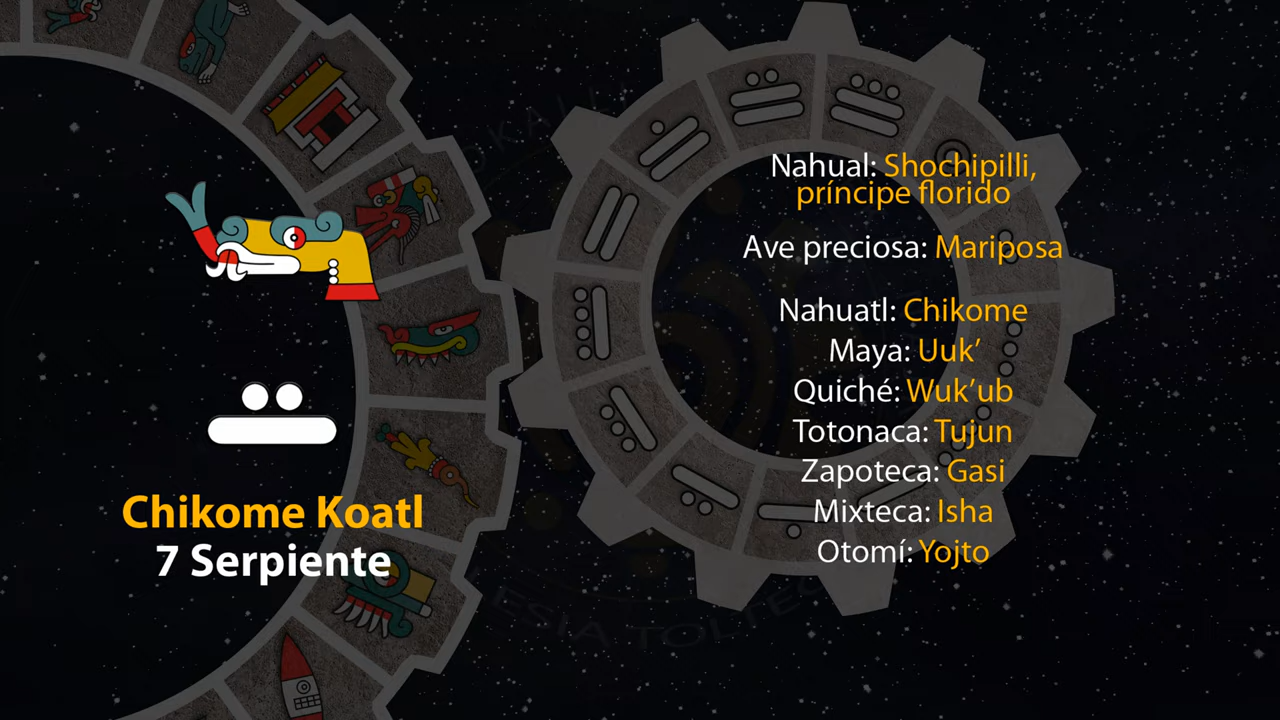 Chikome Koatl
7 Serpiente
Nahual: Shochipilli,
príncipe florido
Ave preciosa: Mariposa
Nahuatl: Chikome
Maya: Uuk’
Quiché: Wuk’ub
Totonaca: Tujun
Zapoteca: Gasi
Mixteca: Isha
Otomí: Yojto